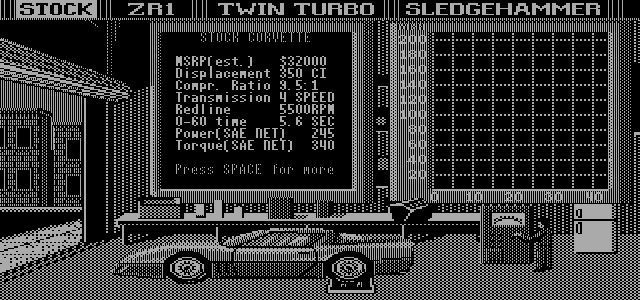 STOCK ZR1 TWIN TURBO SLEDGEHAMMER
STOCK CORVETTE
MSRP(est.) $32000
Displacement 350 CI
Compr. Ratio 9.5:1
Transmission 4 SPEED
Redline 5500RPM
0-60 time 5.6 SEC
Power(SAE NET) 245
Torque(SAE NET) 340
Press SPACE for more
200
180
160
140
120
100
80
60
40
20
0 10 20 30 40